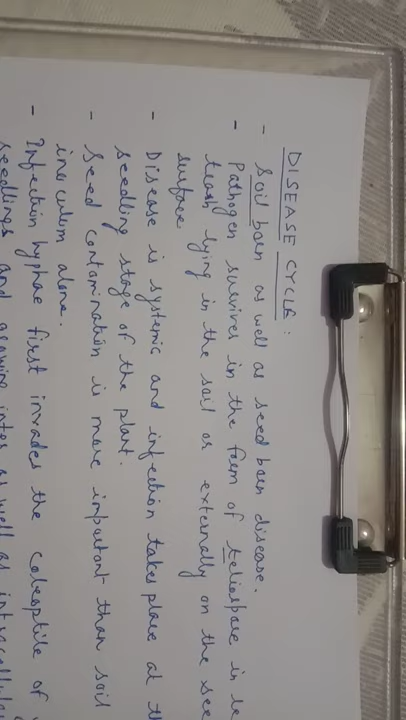 DISEASE CYCLE :
- Soil born as well as seed born disease.
- Pathogen survives in the form of teliospore in
trash lying in the soil or externally on the
surface.
- Disease is systemic and infection takes place at
seedling stage of the plant.
- Seed contamination is more important than soil
inoculum alone.
- Infection hyphae first invades the coleoptile of
seedlings and growing inter as well as